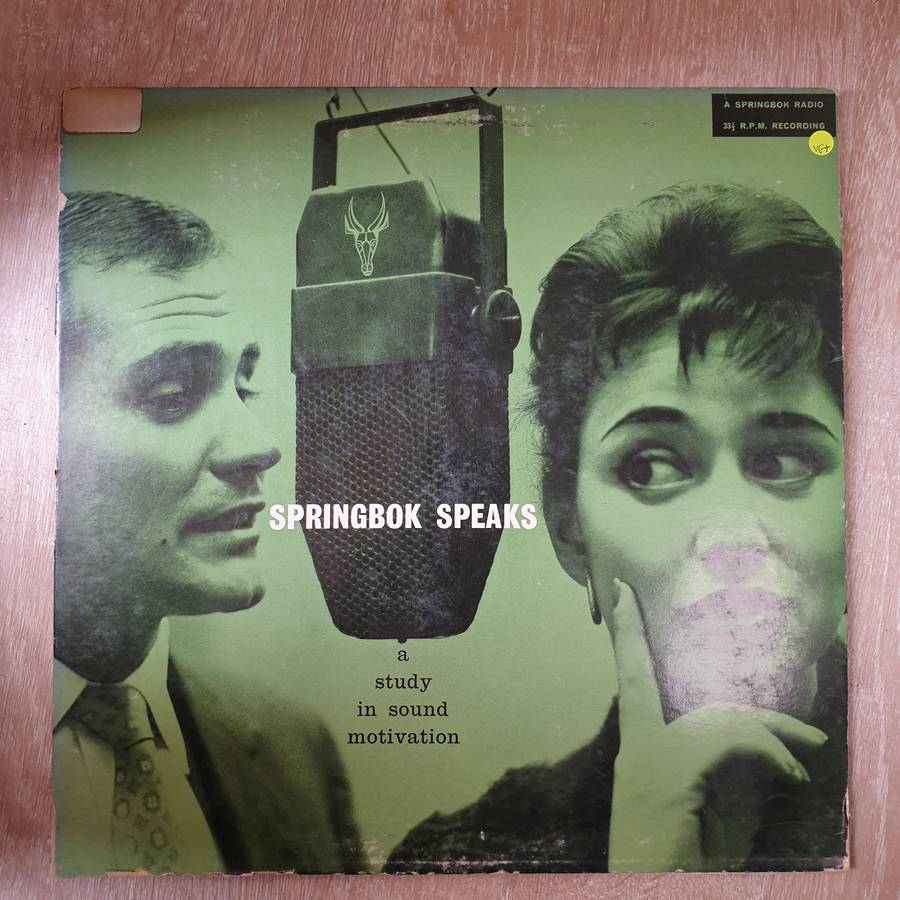 A SPRINGBOK RADIO
33⅓ R.P.M. RECORDING
VG+
SPRINGBOK SPEAKS
a
study
in sound
motivation